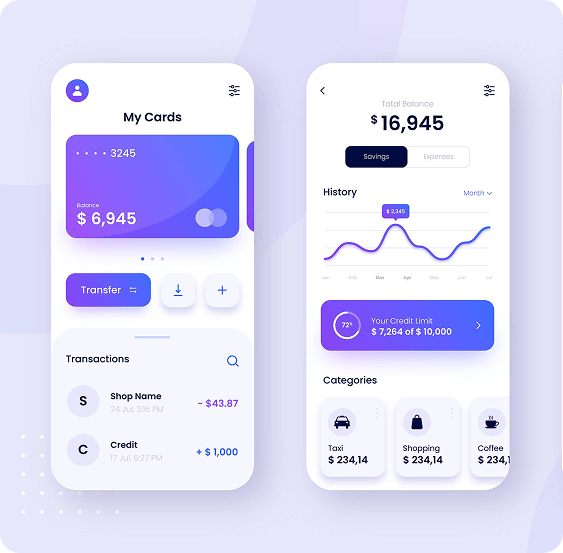 My Cards
3245
Balance
$ 6,945
Transfer
Transactions
S
Shop Name
24 Jul, 3:16 PM
- $43.87
C
Credit
17 Jul, 5:27 PM
+ $ 1,000
Total Balance
$ 16,945
Savings
Expenses
History
Month
$ 2,345
Jan Feb Mar Apr May Jun Jul
72%
Your Credit Limit
$ 7,264 of $ 10,000
Categories
Taxi
$ 234,14
Shopping
$ 234,14
Coffee
$ 234,1